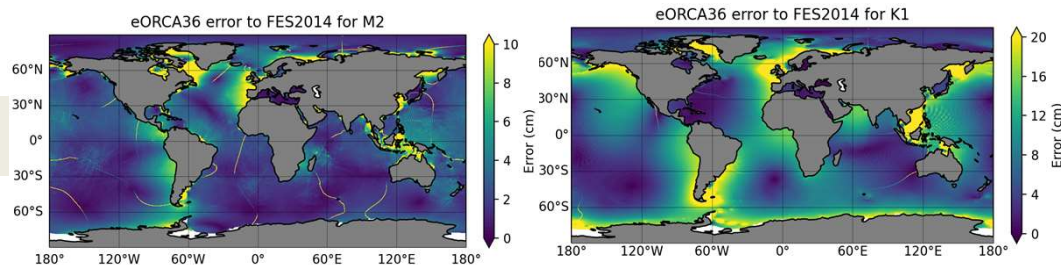 eORCA36 error to FES2014 for M2
60°N
30°N
0°
30°S
60°S
180°
120°W
60°W
0°
60°E
120°E
180°
10
8
6
4
2
0
Error (cm)
eORCA36 error to FES2014 for K1
60°N
30°N
0°
30°S
60°S
180°
120°W
60°W
0°
60°E
120°E
180°
20
16
12
8
4
0
Error (cm)